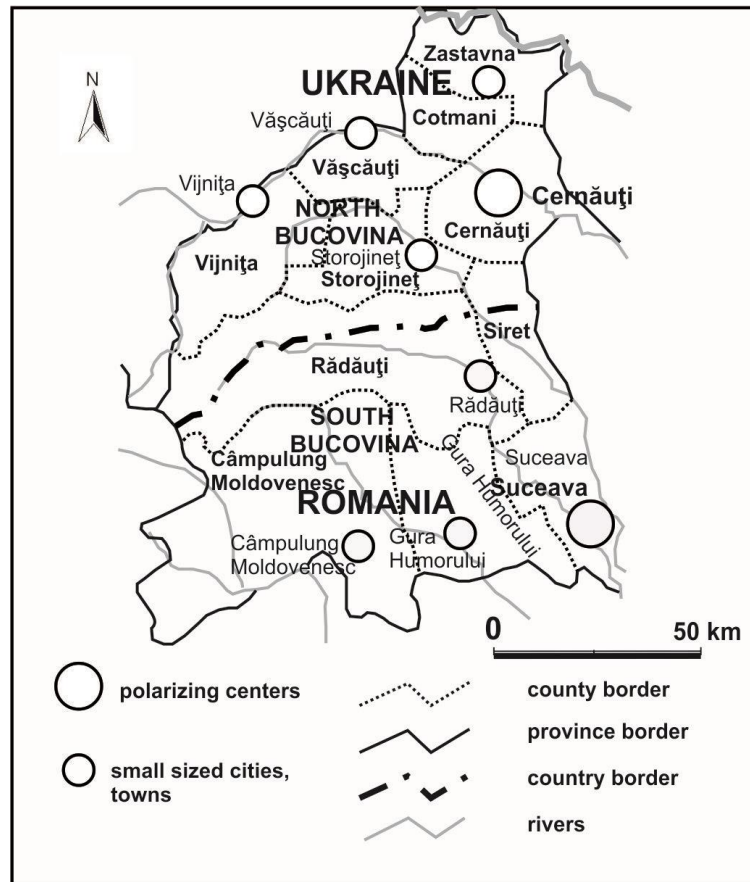 N
Zastavna
UKRAINE
Cotmani
Văşcăuţi
Văşcăuţi
Vijniţa
Cernăuţi
NORTH
BUCOVINA
Cernăuţi
Storojineţ
Vijniţa
Storojineţ
Siret
Rădăuţi
Rădăuţi
SOUTH
BUCOVINA
Gura Humorului
Câmpulung
Moldovenesc
Suceava
Suceava
ROMANIA
Câmpulung
Moldovenesc
Gura
Humorului
0 50 km
polarizing centers
small sized cities,
towns
county border
province border
country border
rivers